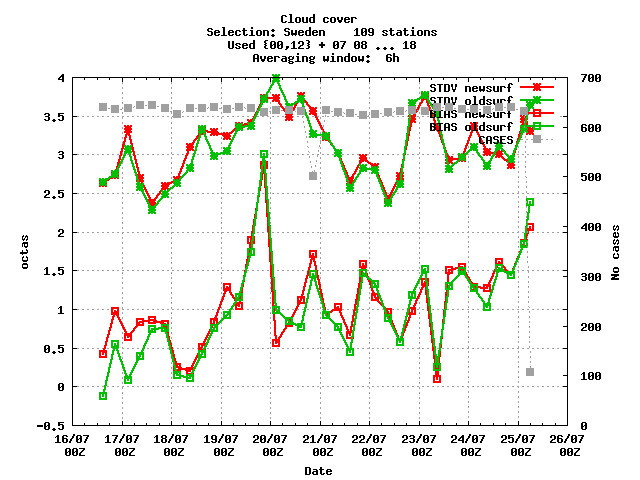 Cloud cover
Selection: Sweden    109 stations
Used {00,12} + 07 08 ... 18
Averaging window:  6h
STDV newsurf
STDV oldsurf
BIAS newsurf
BIAS oldsurf
CASES
4
3.5
3
2.5
2
1.5
1
0.5
0
-0.5
octas
700
600
500
400
300
200
100
0
No cases
16/07 17/07 18/07 19/07 20/07 21/07 22/07 23/07 24/07 25/07 26/07
00Z 00Z 00Z 00Z 00Z 00Z 00Z 00Z 00Z 00Z 00Z
Date